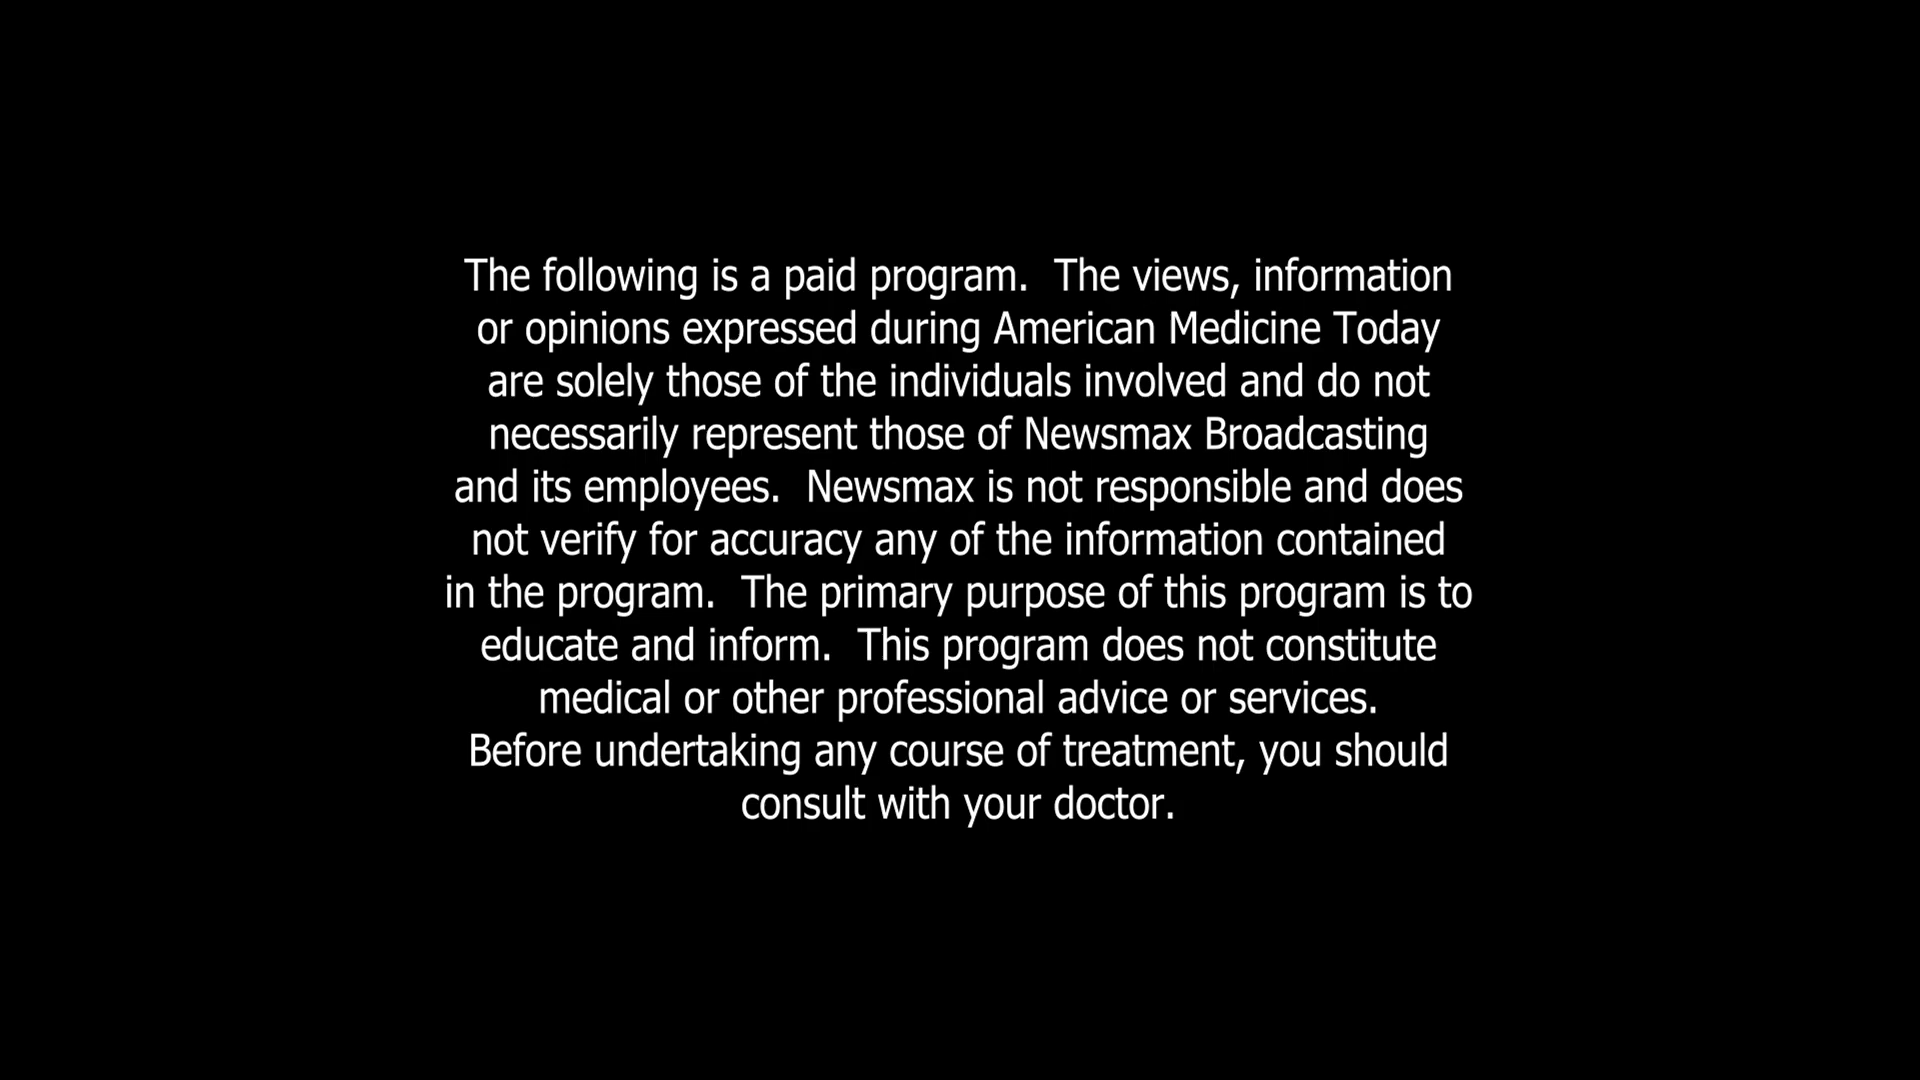 The following is a paid program.  The views, information
or opinions expressed during American Medicine Today
are solely those of the individuals involved and do not
necessarily represent those of Newsmax Broadcasting
and its employees.  Newsmax is not responsible and does
not verify for accuracy any of the information contained
in the program.  The primary purpose of this program is to
educate and inform.  This program does not constitute
medical or other professional advice or services.
Before undertaking any course of treatment, you should
consult with your doctor.